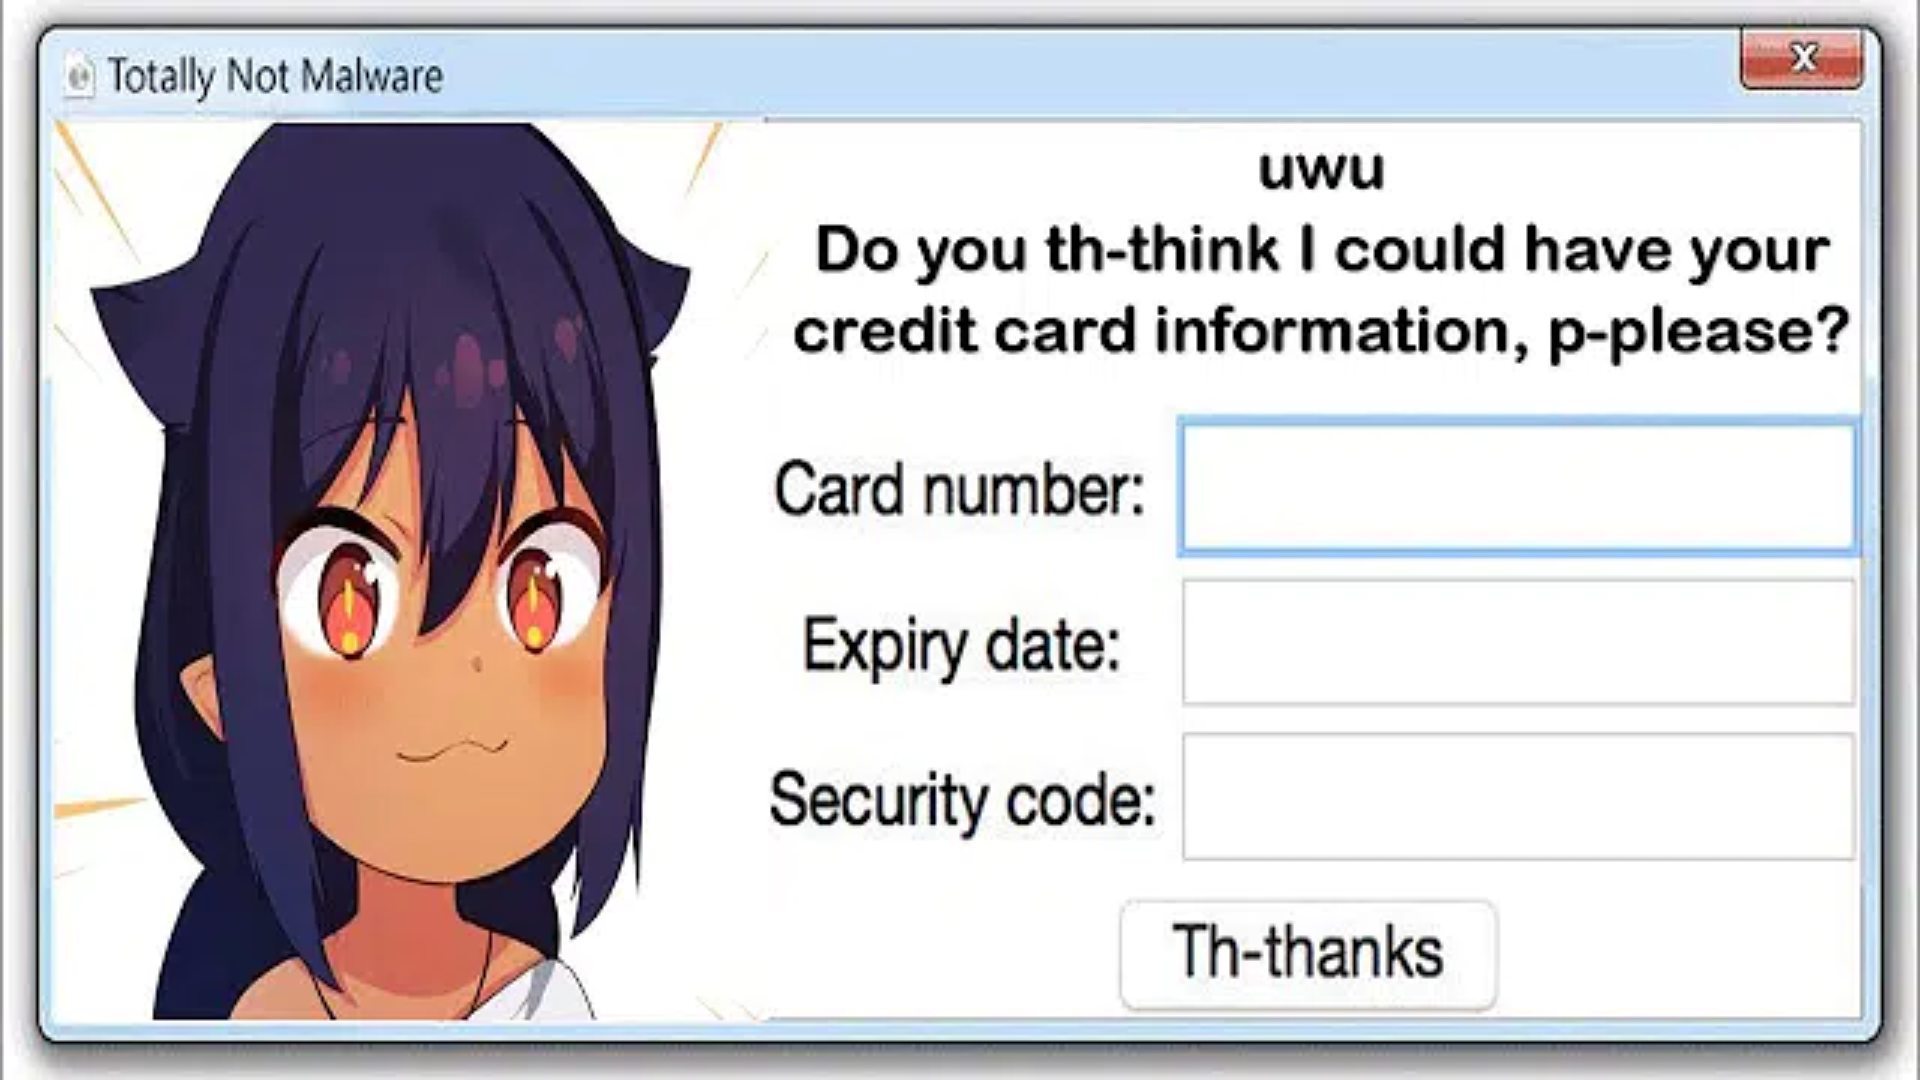 Totally Not Malware
x
uwu
Do you th-think I could have your
credit card information, p-please?
Card number:
Expiry date:
Security code:
Th-thanks